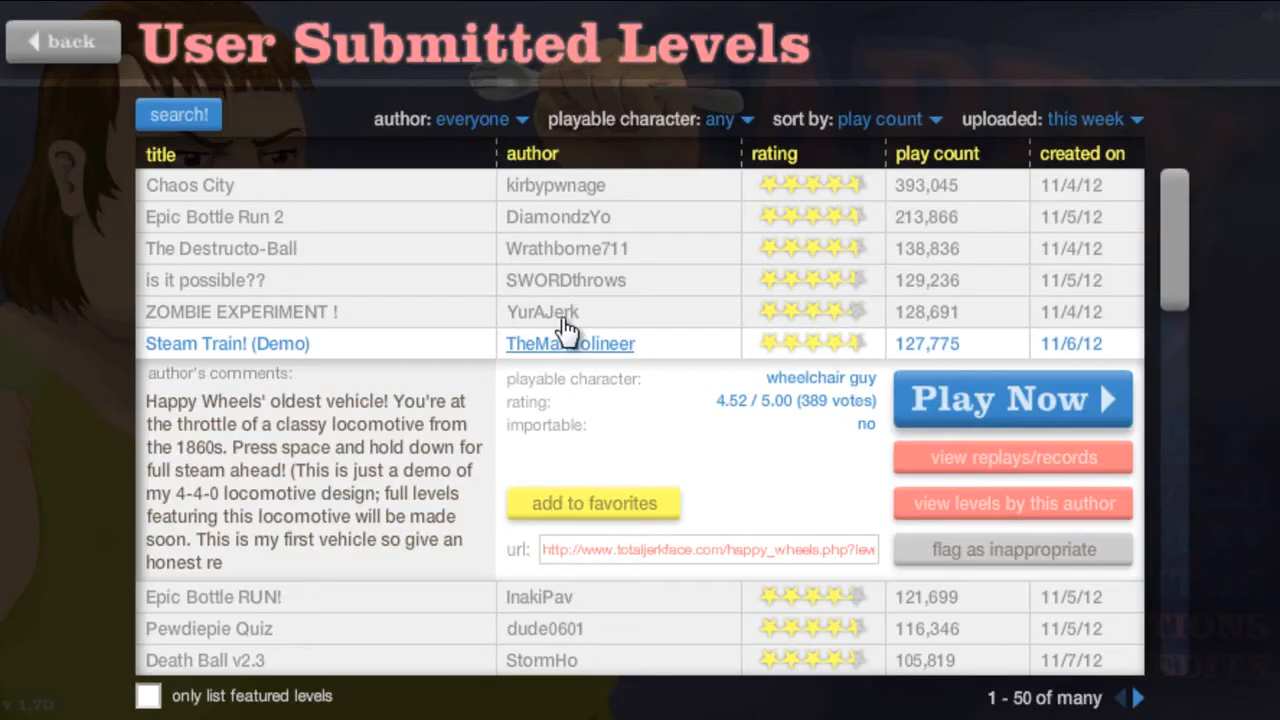 back
User Submitted Levels
search!
author: everyone playable character: any sort by: play count uploaded: this week
title author rating play count created on
Chaos City kirbypwnage 393,045 11/4/12
Epic Bottle Run 2 DiamondzYo 213,866 11/5/12
The Destructo-Ball Wrathborne711 138,836 11/4/12
is it possible?? SWORDthrows 129,236 11/5/12
ZOMBIE EXPERIMENT ! YurAJerk 128,691 11/4/12
Steam Train! (Demo) 127,775 11/6/12
author's comments:
Happy Wheels' oldest vehicle! You're at
the throttle of a classy locomotive from
the 1860s. Press space and hold down for
full steam ahead! (This is just a demo of
my 4-4-0 locomotive design; full levels
featuring this locomotive will be made
soon. This is my first vehicle so give an
honest re
playable character: wheelchair guy
rating: 4.52 / 5.00 (389 votes)
importable: no
add to favorites
url: http://www.totaljerkface.com/happy_wheels.php?lev
Play Now
view replays/records
view levels by this author
flag as inappropriate
Epic Bottle RUN! InakiPav 121,699 11/5/12
Pewdiepie Quiz dude0601 116,346 11/5/12
Death Ball v2.3 StormHo 105,819 11/7/12
only list featured levels
1 - 50 of many
v 1.70